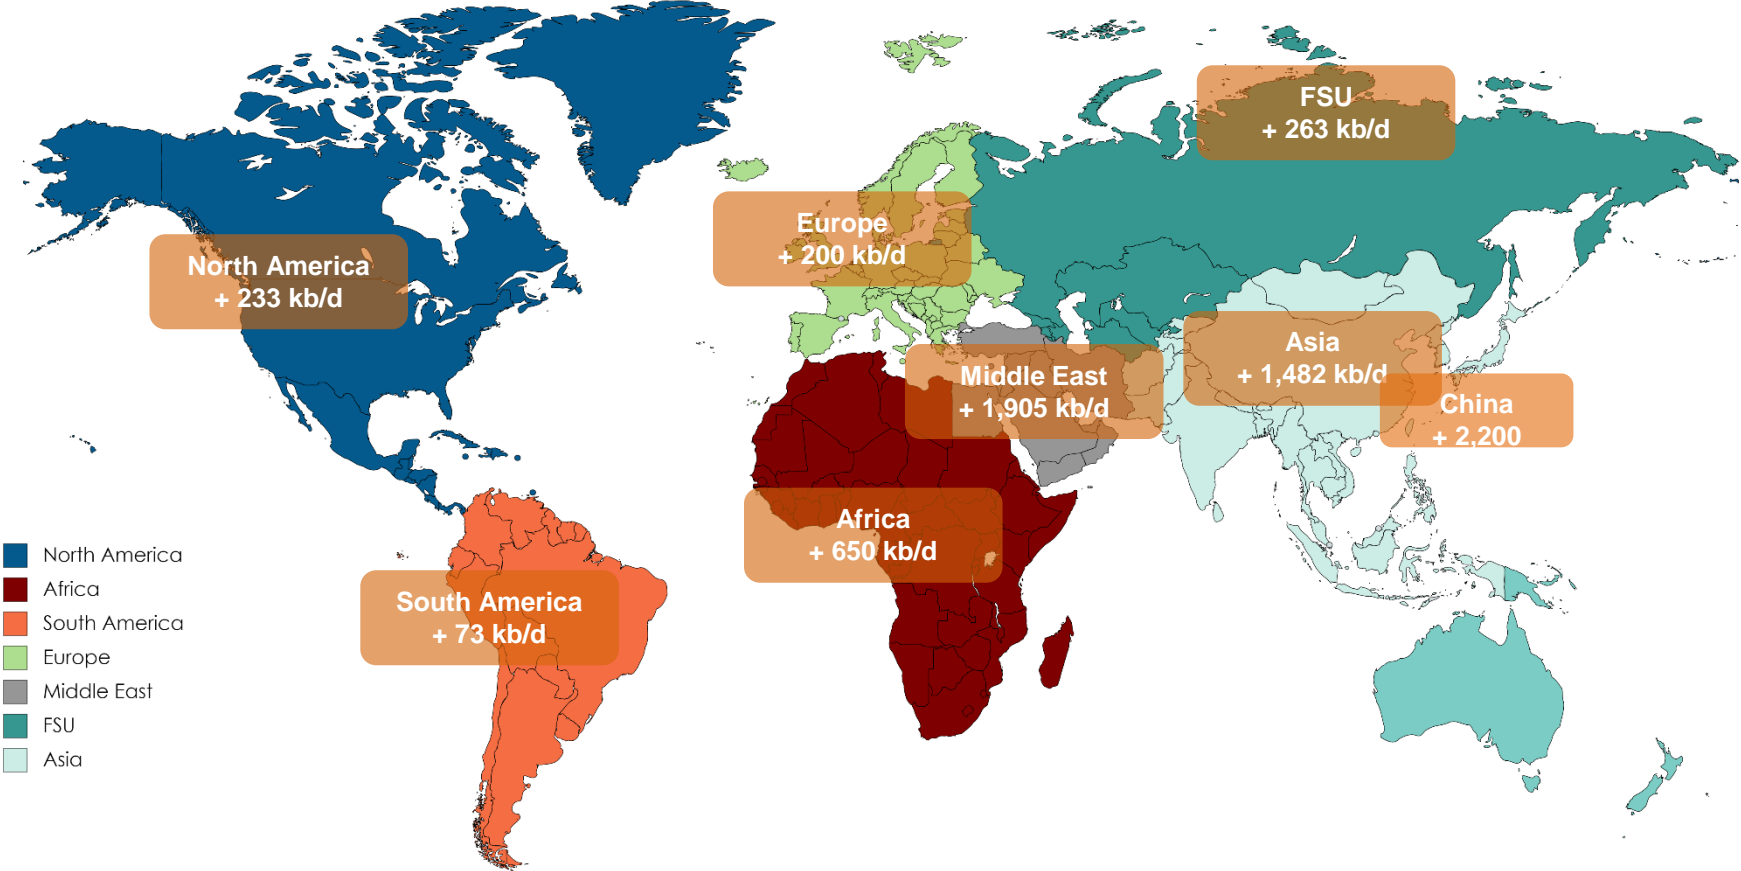 FSU
+ 263 kb/d
Europe
+ 200 kb/d
North America
+ 233 kb/d
Asia
+ 1,482 kb/d
Middle East
+ 1,905 kb/d
China
+ 2,200
Africa
+ 650 kb/d
South America
+ 73 kb/d
North America
Africa
South America
Europe
Middle East
FSU
Asia